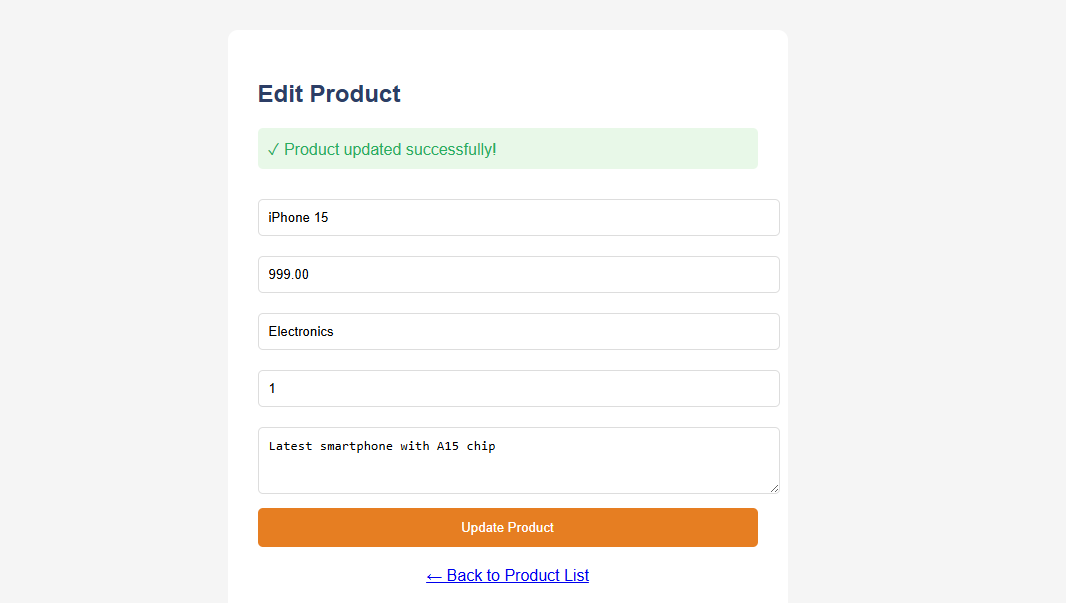 Edit Product
✓ Product updated successfully!
iPhone 15
999.00
Electronics
1
Latest smartphone with A15 chip
Update Product
← Back to Product List